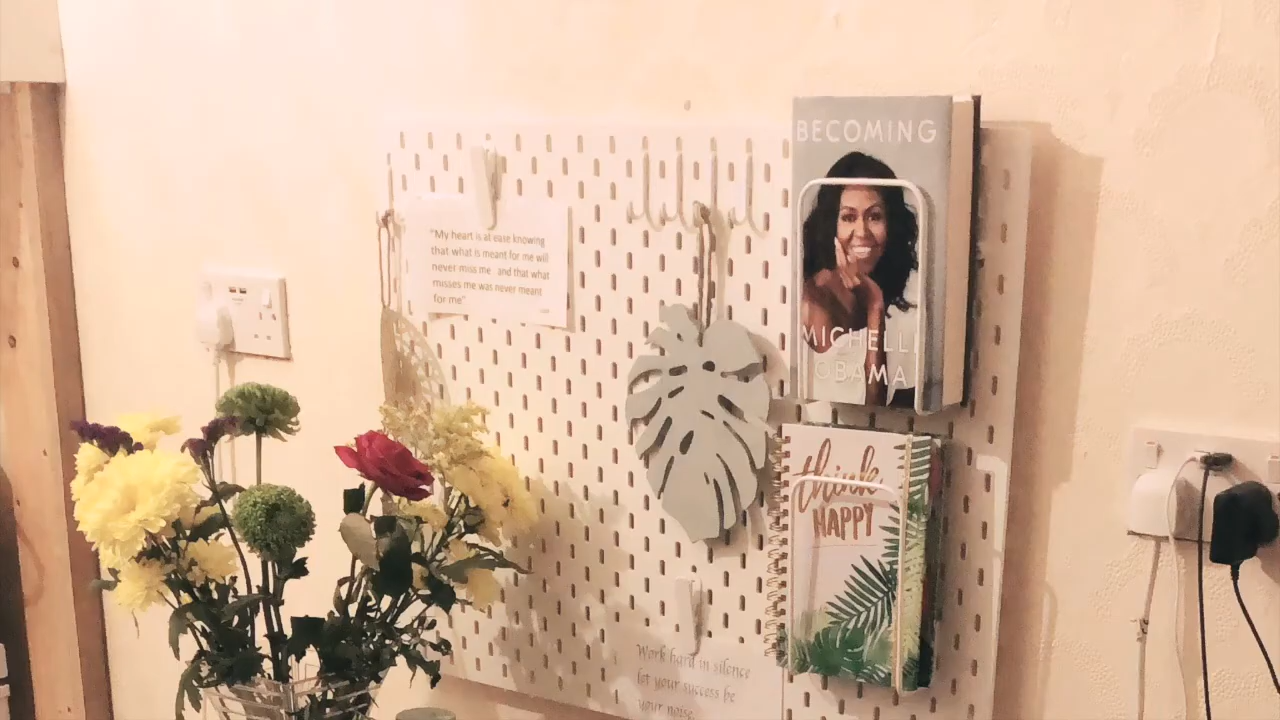 BECOMING
MICHELLE
OBAMA
"My heart is at ease knowing
that what is meant for me will
never miss me and that what
misses me was never meant
for me"
think
HAPPY
Work hard in silence
let your success be
your noise.